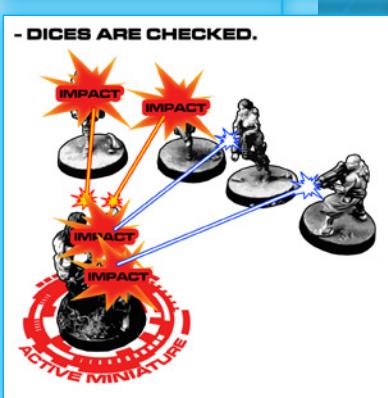 - DICES ARE CHECKED.
IMPACT
IMPACT
IMPACT
IMPACT
ACTIVE MINIATURE